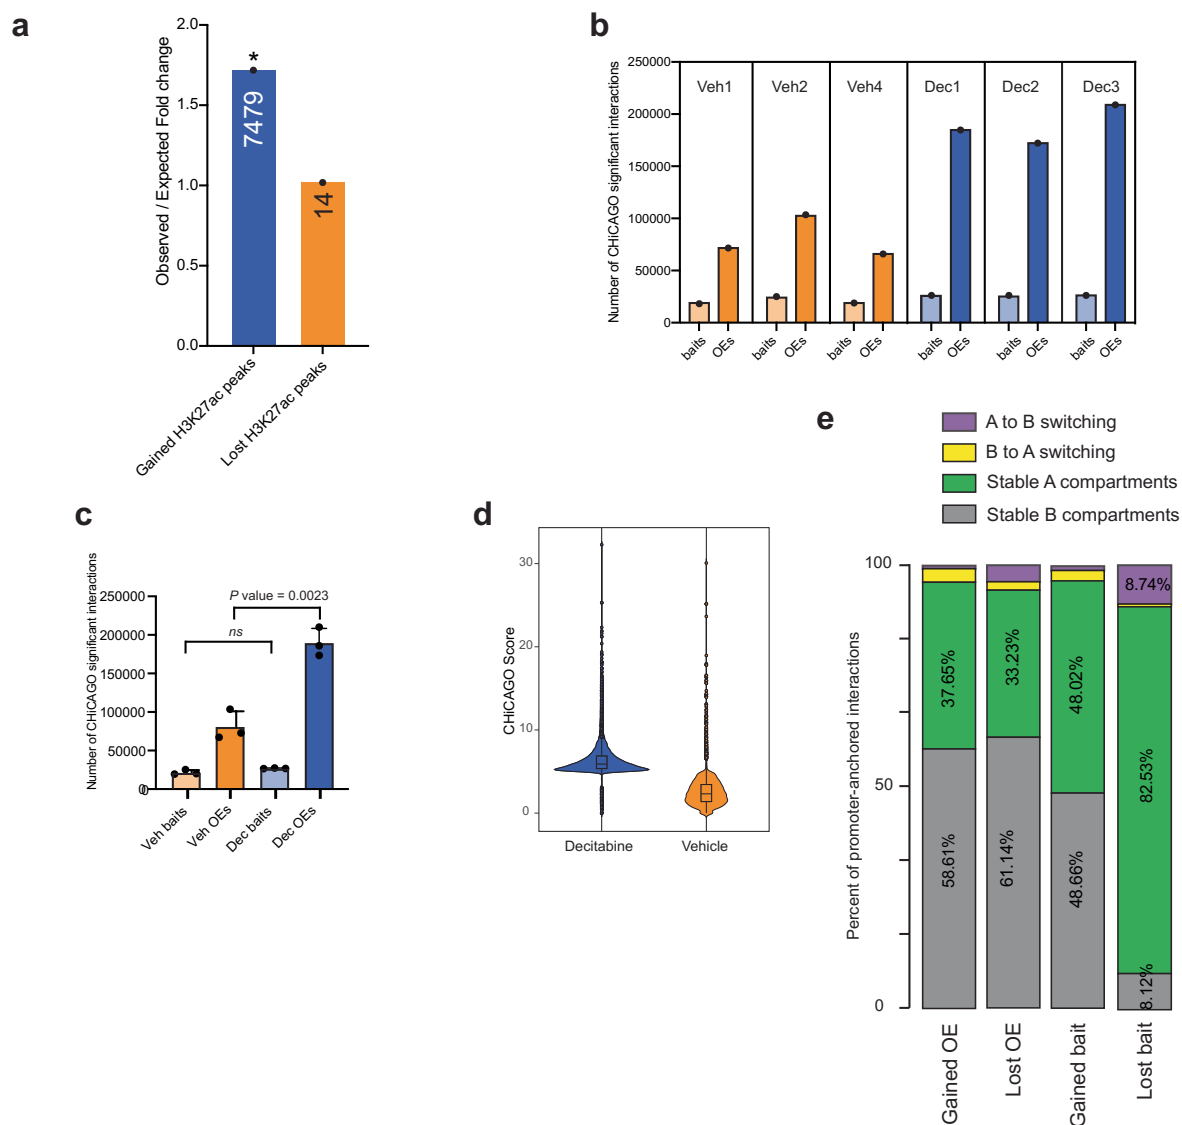 a
Observed / Expected Fold change
2.0
1.5
1.0
0.5
0.0
*
7479
14
Gained H3K27ac peaks
Lost H3K27ac peaks
b
Number of CHiCAGO significant interactions
250000
200000
150000
100000
50000
0
Veh1
Veh2
Veh4
Dec1
Dec2
Dec3
baits
OEs
baits
OEs
baits
OEs
baits
OEs
baits
OEs
baits
OEs
c
Number of CHiCAGO significant interactions
250000
200000
150000
100000
50000
0
0
P value = 0.0023
ns
Veh baits
Veh OEs
Dec baits
Dec OEs
d
CHiCAGO Score
30
20
10
0
Decitabine
Vehicle
e
A to B switching
B to A switching
Stable A compartments
Stable B compartments
Percent of promoter-anchored interactions
100
50
0
37.65%
58.61%
33.23%
61.14%
48.02%
48.66%
8.74%
82.53%
8.12%
Gained OE
Lost OE
Gained bait
Lost bait